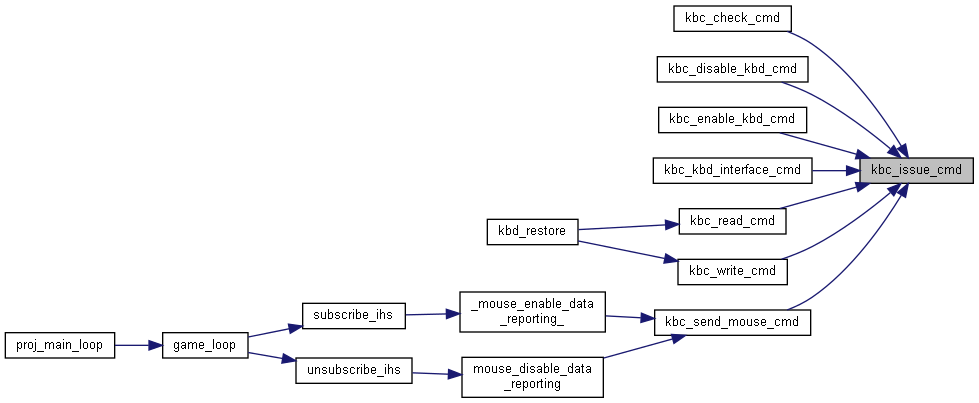 kbc_check_cmd
kbc_disable_kbd_cmd
kbc_enable_kbd_cmd
kbc_kbd_interface_cmd
kbc_issue_cmd
kbc_read_cmd
kbd_restore
kbc_write_cmd
_mouse_enable_data
_reporting_
subscribe_ihs
kbc_send_mouse_cmd
proj_main_loop
game_loop
unsubscribe_ihs
mouse_disable_data
_reporting